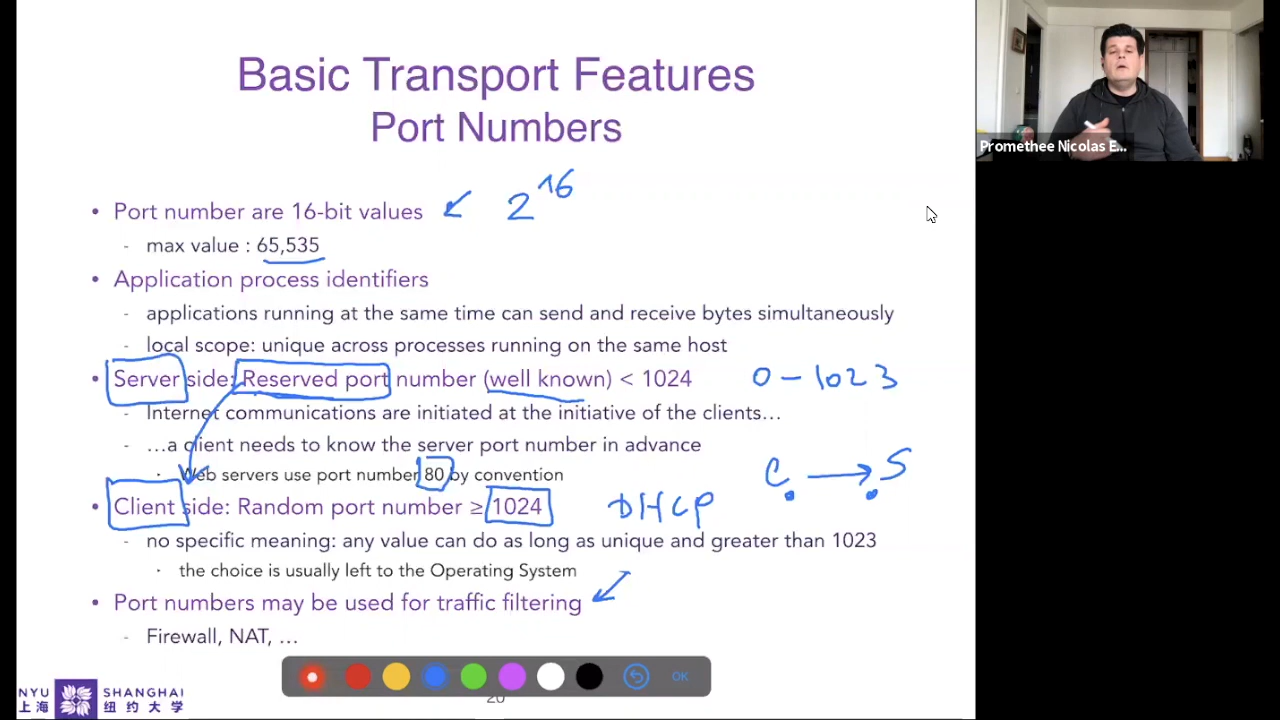 Basic Transport Features
Port Numbers
Promethee Nicolas E...
• Port number are 16-bit values 2^16
- max value : 65,535
• Application process identifiers
- applications running at the same time can send and receive bytes simultaneously
- local scope: unique across processes running on the same host
• Server side: Reserved port number (well known) < 1024 0 - 1023
- Internet communications are initiated at the initiative of the clients…
- …a client needs to know the server port number in advance
· Web servers use port number 80 by convention C → S
• Client side: Random port number ≥ 1024 DHCP
- no specific meaning: any value can do as long as unique and greater than 1023
· the choice is usually left to the Operating System
• Port numbers may be used for traffic filtering
- Firewall, NAT, …
OK
20
NYU SHANGHAI
上海 纽约大学